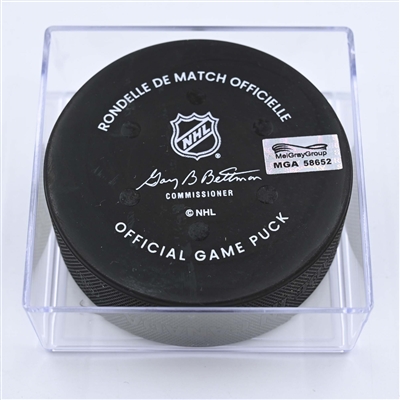 RONDELLE DE MATCH OFFICIELLE
NHL
MeiGrayGroup
MGA 58652
Gary B Bettman
COMMISSIONER
© NHL
OFFICIAL GAME PUCK